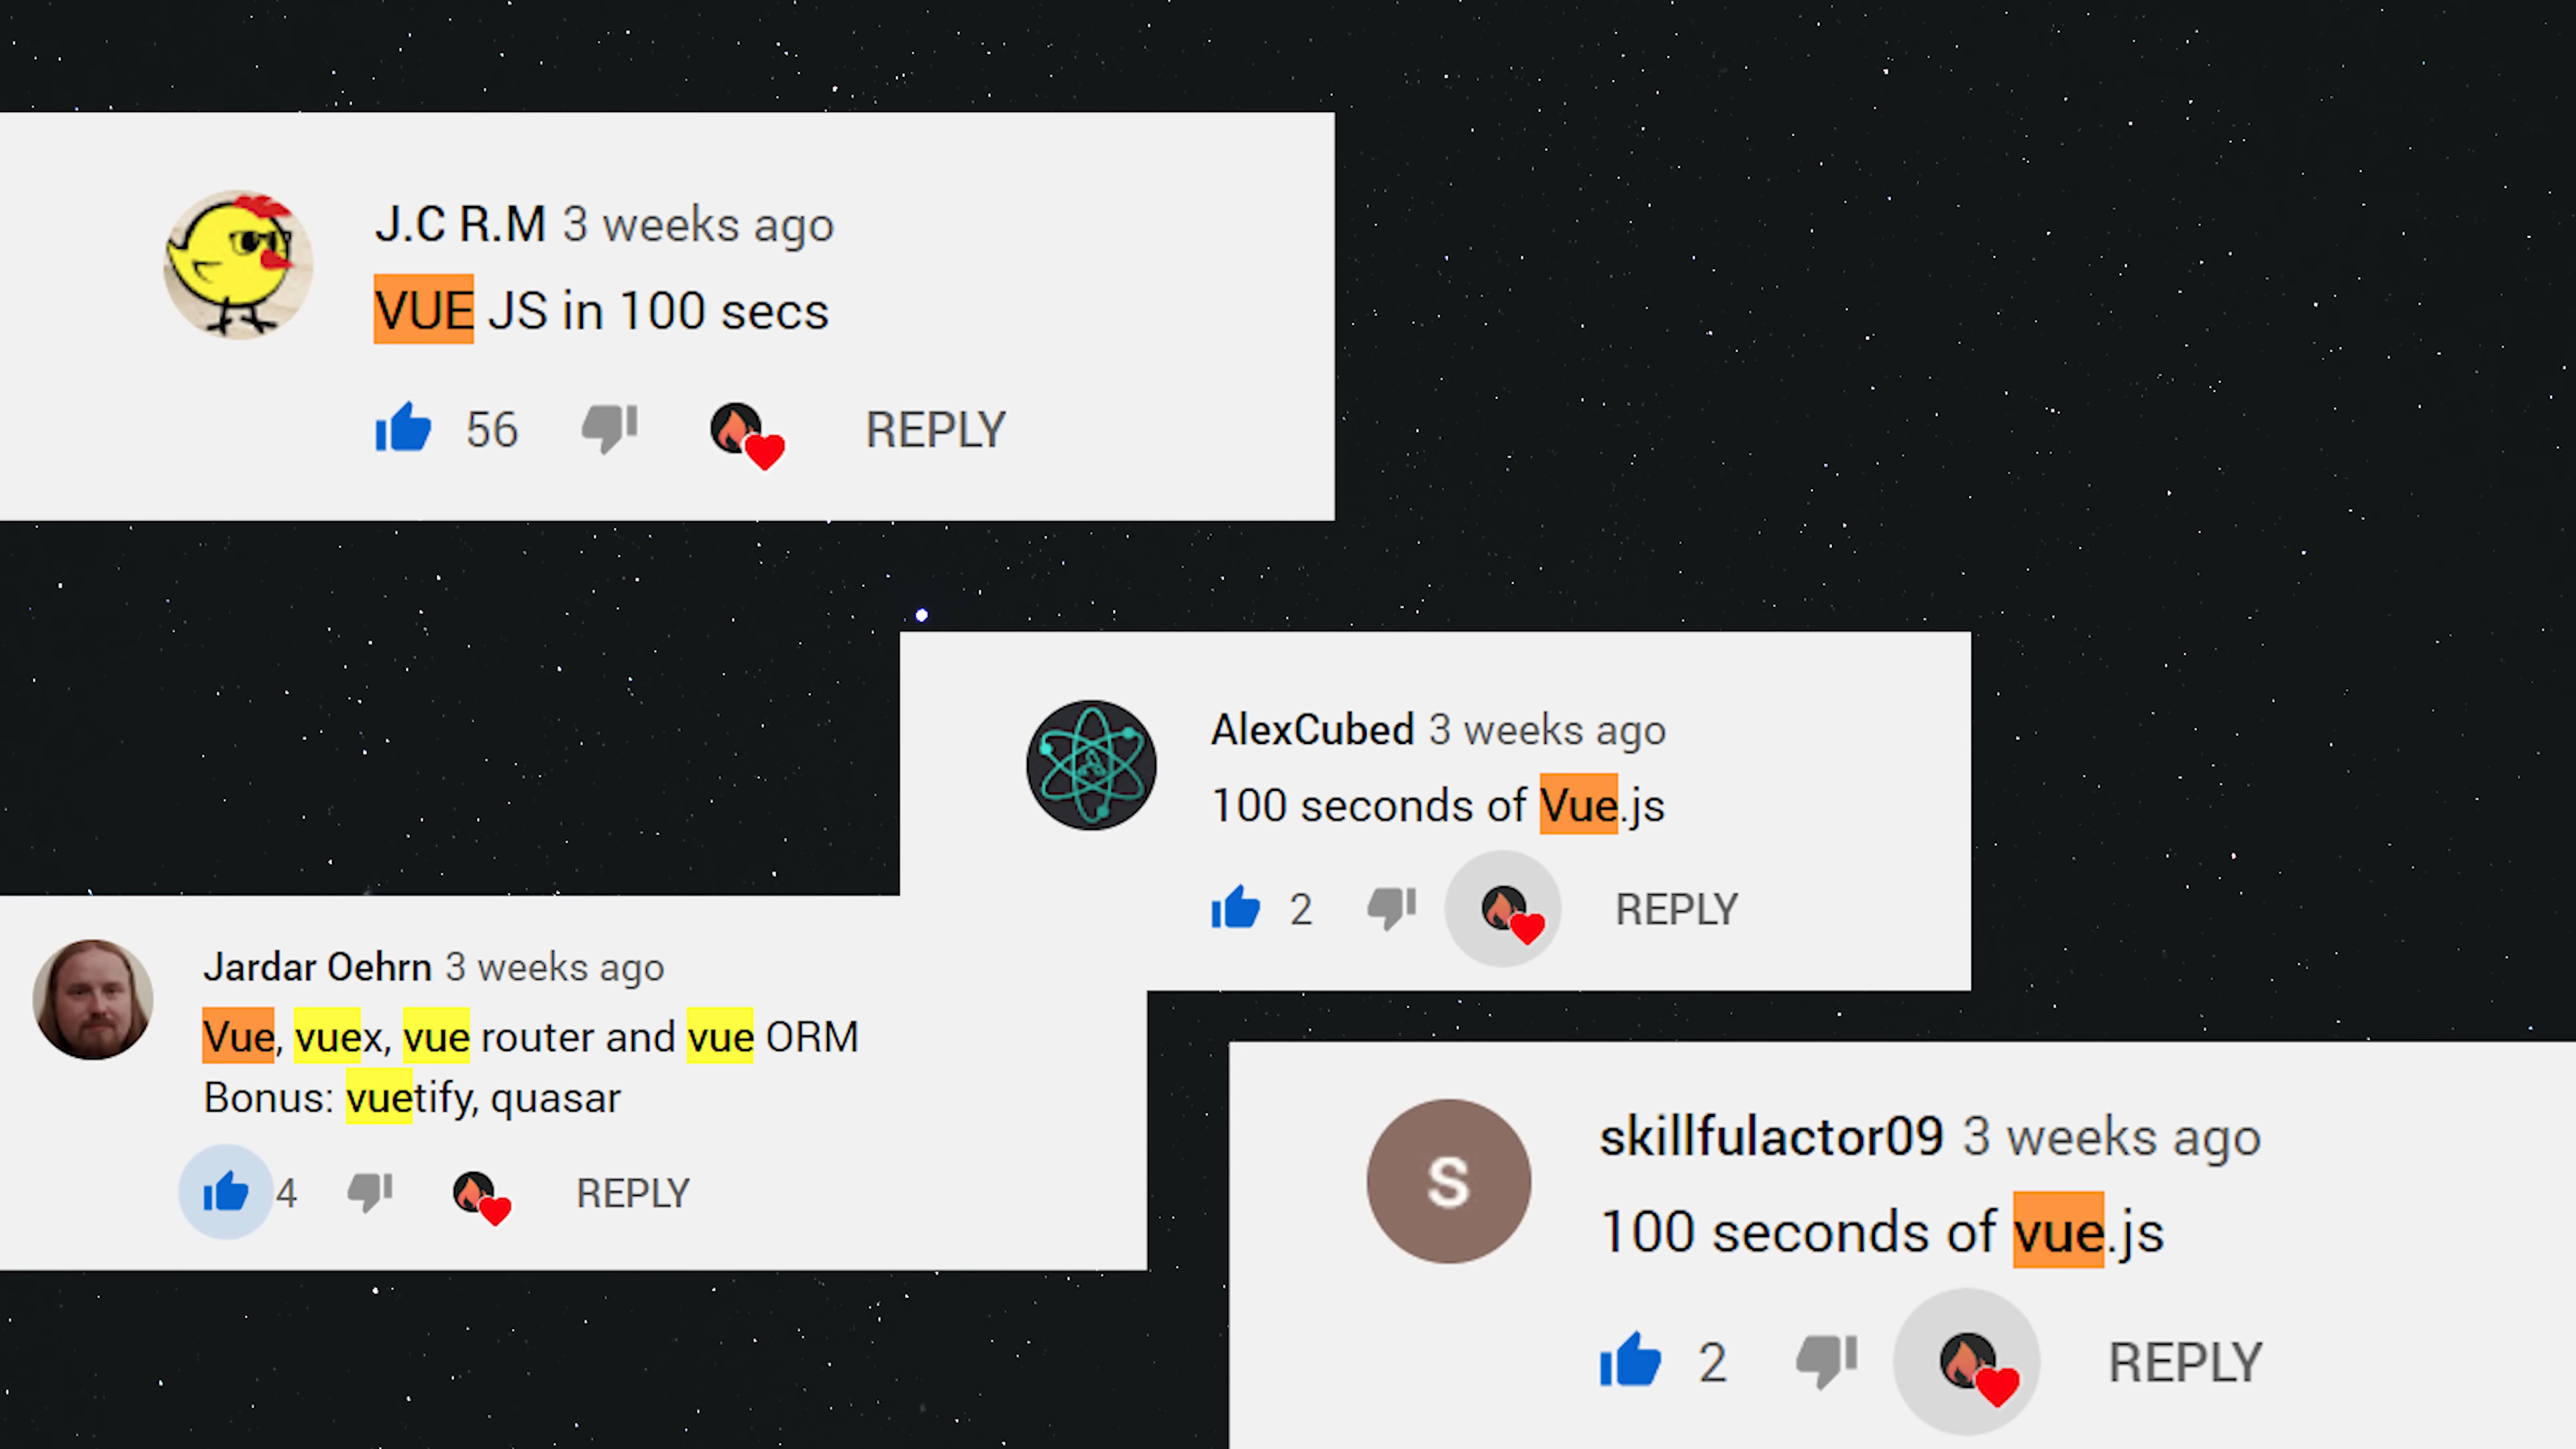 J.C R.M 3 weeks ago
VUE JS in 100 secs
56 REPLY
AlexCubed 3 weeks ago
100 seconds of Vue.js
2 REPLY
Jardar Oehrn 3 weeks ago
Vue, vuex, vue router and vue ORM
Bonus: vuetify, quasar
4 REPLY
S
skillfulactor09 3 weeks ago
100 seconds of vue.js
2 REPLY